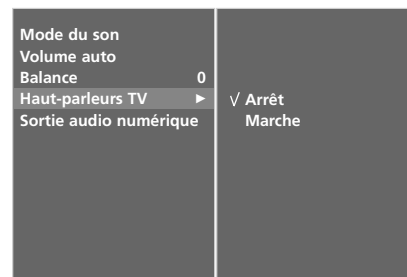 Mode du son
Volume auto
Balance 0
Haut-parleurs TV ►
Sortie audio numérique
√ Arrêt
Marche